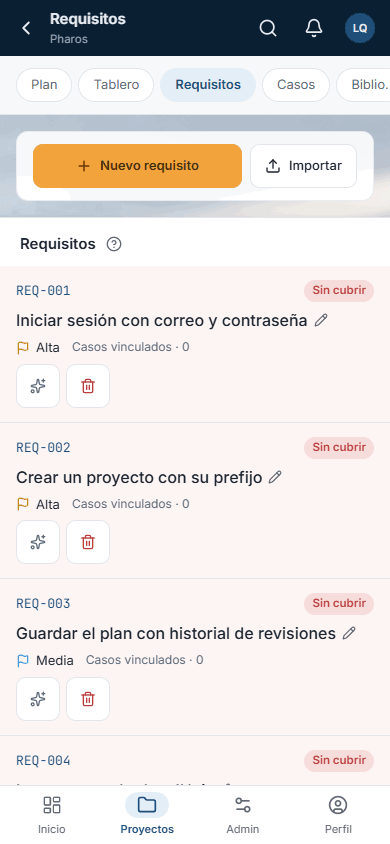 Requisitos
Pharos
LQ
Plan
Tablero
Requisitos
Casos
Biblio.
Nuevo requisito
Importar
Requisitos
REQ-001
Sin cubrir
Iniciar sesión con correo y contraseña
Alta
Casos vinculados · 0
REQ-002
Sin cubrir
Crear un proyecto con su prefijo
Alta
Casos vinculados · 0
REQ-003
Sin cubrir
Guardar el plan con historial de revisiones
Media
Casos vinculados · 0
REQ-004
Sin cubrir
Inicio
Proyectos
Admin
Perfil